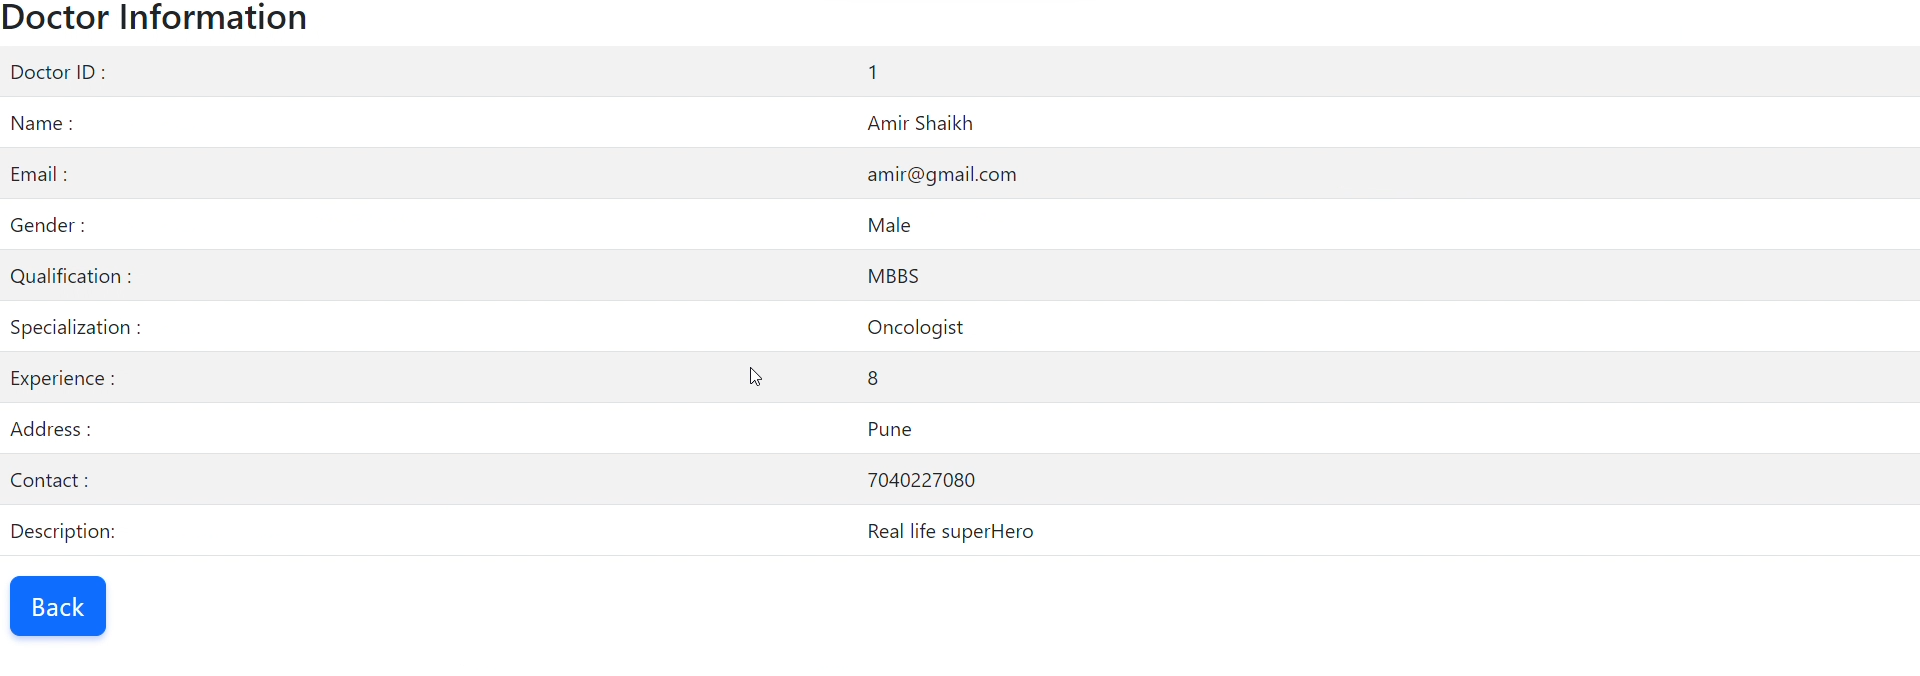 Doctor Information
Doctor ID : 1
Name : Amir Shaikh
Email : amir@gmail.com
Gender : Male
Qualification : MBBS
Specialization : Oncologist
Experience : 8
Address : Pune
Contact : 7040227080
Description: Real life superHero
Back